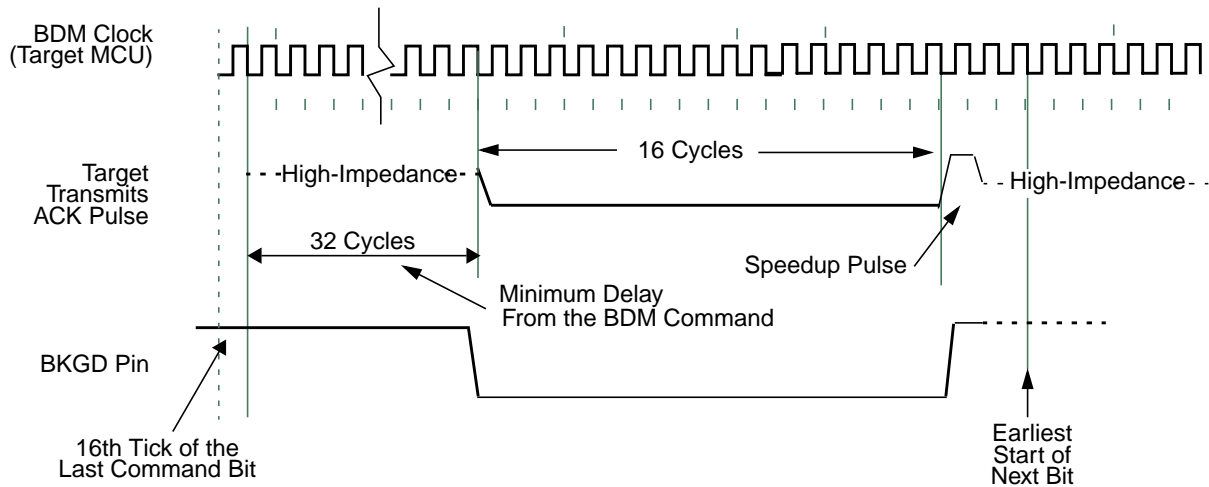 BDM Clock
(Target MCU)
16 Cycles
Target
Transmits
ACK Pulse
High-Impedance
High-Impedance
32 Cycles
Speedup Pulse
Minimum Delay
From the BDM Command
BKGD Pin
16th Tick of the
Last Command Bit
Earliest
Start of
Next Bit